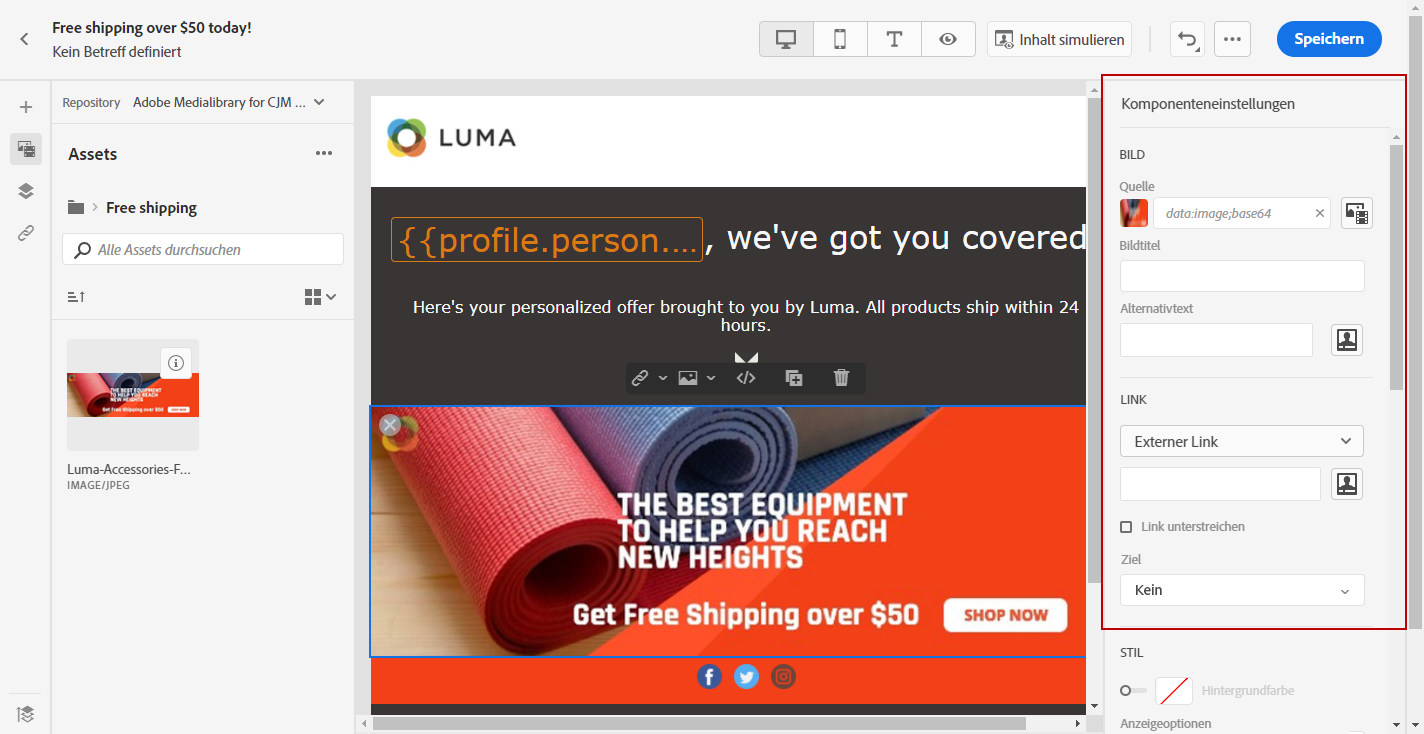 Free shipping over $50 today!
Kein Betreff definiert
Inhalt simulieren
Speichern
Repository Adobe Medialibrary for CJM ...
Assets
Free shipping
Alle Assets durchsuchen
Luma-Accessories-F...
IMAGE/JPEG
LUMA
{{profile.person.... , we've got you covered
Here's your personalized offer brought to you by Luma. All products ship within 24
hours.
THE BEST EQUIPMENT
TO HELP YOU REACH
NEW HEIGHTS
Get Free Shipping over $50
SHOP NOW
THE BEST EQUIPMENT
TO HELP YOU REACH
NEW HEIGHTS
Get Free Shipping over $50 SHOP NOW
Komponenteneinstellungen
BILD
Quelle
data:image;base64
Bildtitel
Alternativtext
LINK
Externer Link
Link unterstreichen
Ziel
Kein
STIL
Hintergrundfarbe
Anzeigeoptionen